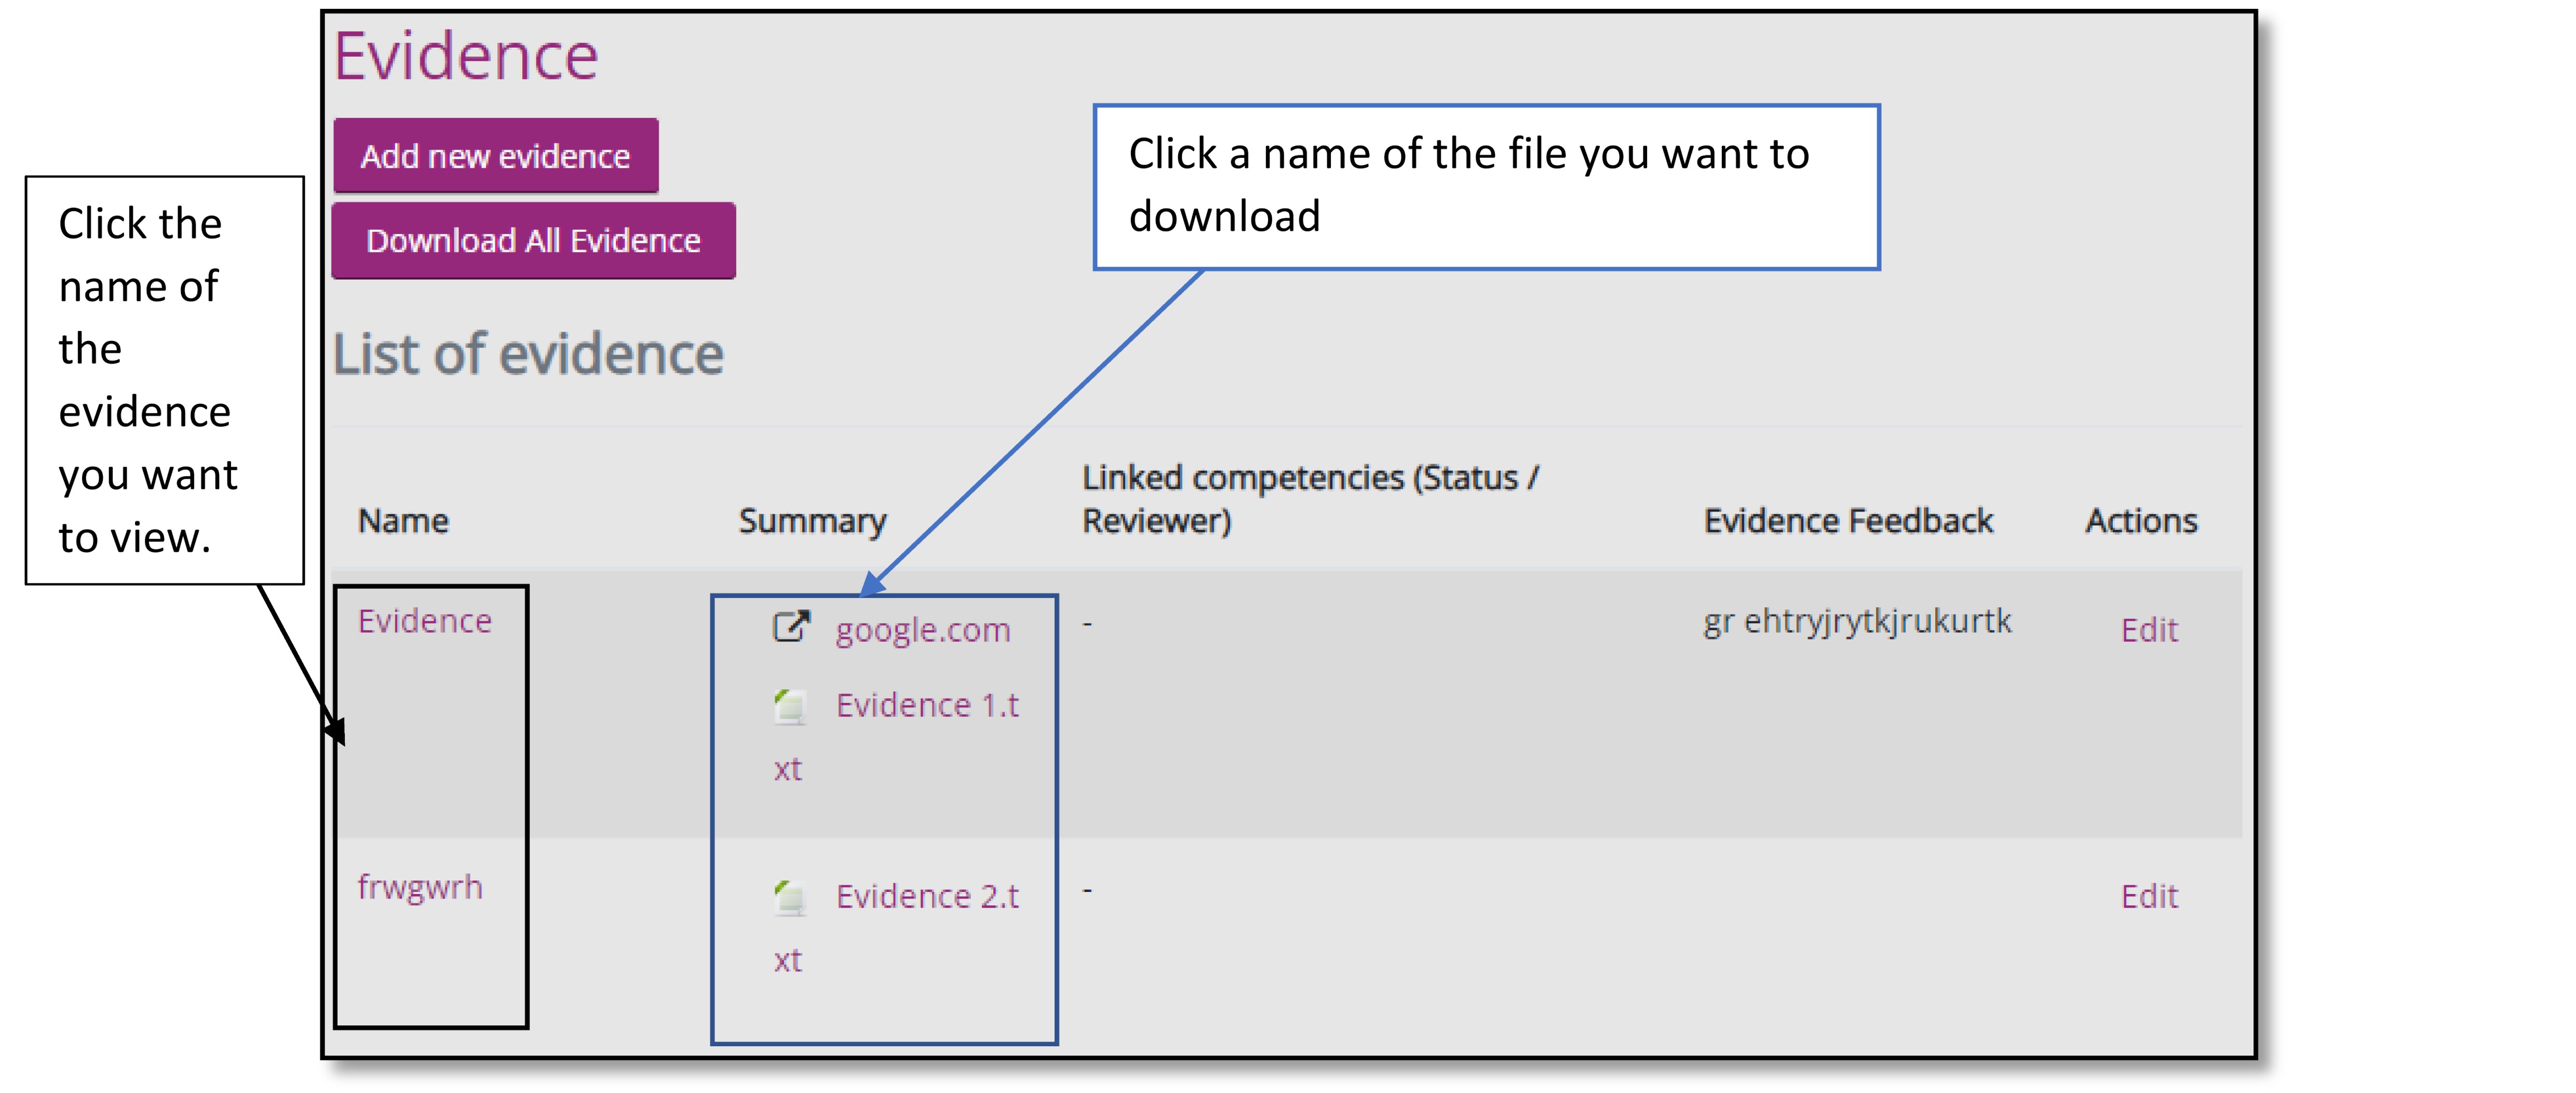 Evidence
Add new evidence
Download All Evidence
Click a name of the file you want to
download
Click the
name of
the
evidence
you want
to view.
List of evidence
Name
Summary
Linked competencies (Status /
Reviewer)
Evidence Feedback
Actions
Evidence
google.com
Evidence 1.t
xt
-
gr ehtryjrytkjrukurtk
Edit
frwgwrh
Evidence 2.t
xt
-
Edit